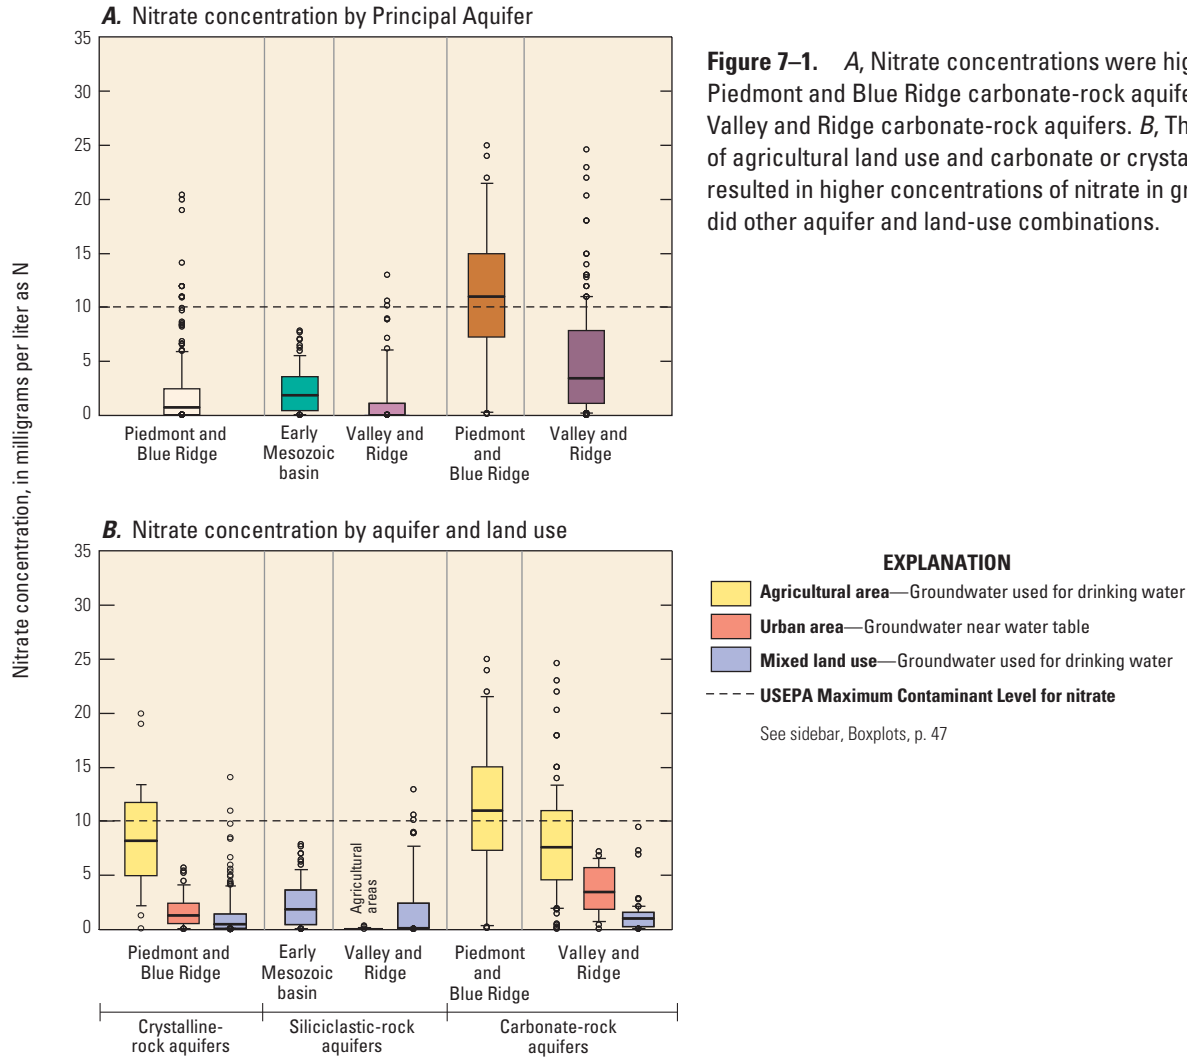 A. Nitrate concentration by Principal Aquifer
35
30
25
20
15
10
5
0
Piedmont and
Blue Ridge
Early
Mesozoic
basin
Valley and
Ridge
Piedmont
and
Blue Ridge
Valley and
Ridge
Figure 7–1. A, Nitrate concentrations were hig
Piedmont and Blue Ridge carbonate-rock aquife
Valley and Ridge carbonate-rock aquifers. B, Th
of agricultural land use and carbonate or crysta
resulted in higher concentrations of nitrate in gr
did other aquifer and land-use combinations.
Nitrate concentration, in milligrams per liter as N
B. Nitrate concentration by aquifer and land use
35
30
25
20
15
10
5
0
Agricultural
areas
Piedmont and
Blue Ridge
Early
Mesozoic
basin
Valley and
Ridge
Piedmont
and
Blue Ridge
Valley and
Ridge
Crystalline-
rock aquifers
Siliciclastic-rock
aquifers
Carbonate-rock
aquifers
EXPLANATION
Agricultural area—Groundwater used for drinking water
Urban area—Groundwater near water table
Mixed land use—Groundwater used for drinking water
USEPA Maximum Contaminant Level for nitrate
See sidebar, Boxplots, p. 47